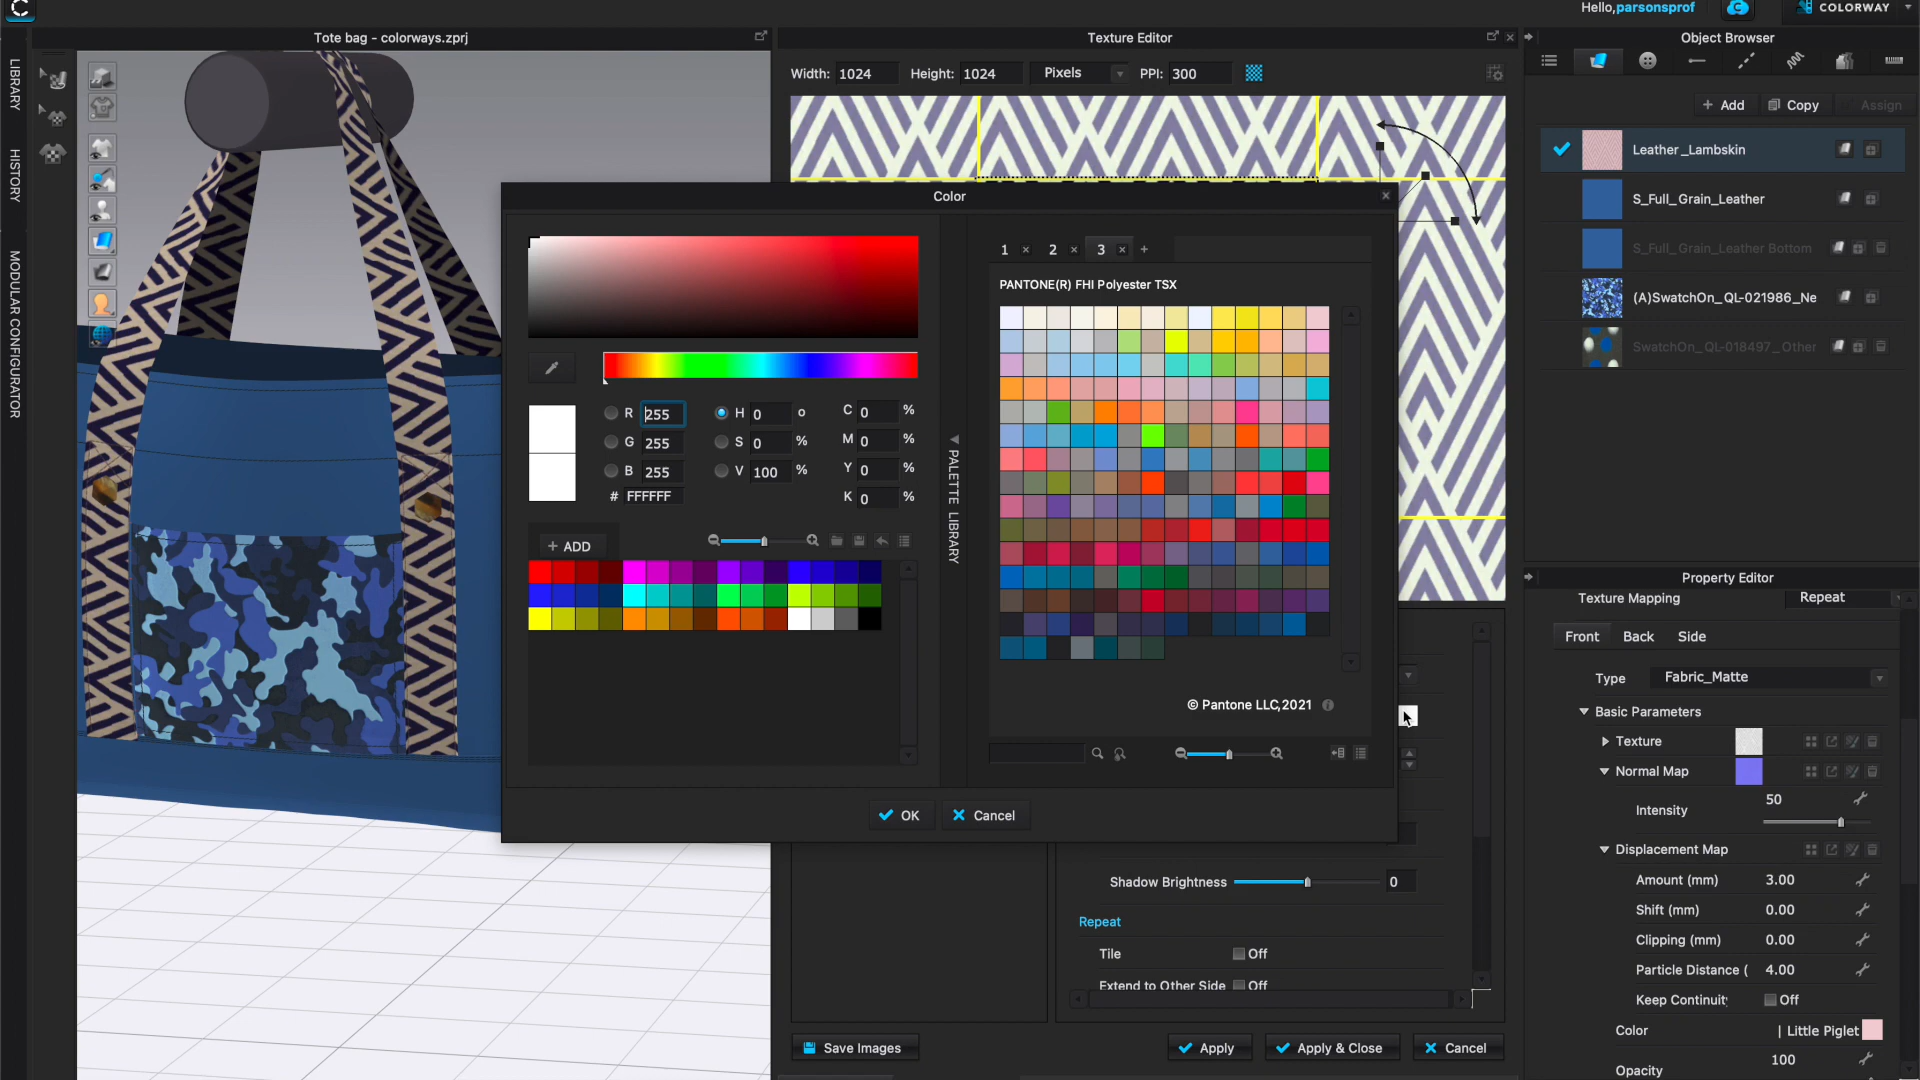 Hello,parsonsprof
COLORWAY
Tote bag - colorways.zprj
Texture Editor
Object Browser
LIBRARY
HISTORY
MODULAR CONFIGURATOR
Width: 1024 Height: 1024 Pixels PPI: 300
+ Add Copy Assign
Leather_Lambskin
S_Full_Grain_Leather
S_Full_Grain_Leather Bottom
(A)SwatchOn_QL-021986_Ne
SwatchOn_QL-018497_Other
Color
1 × 2 × 3 × +
PANTONE(R) FHI Polyester TSX
R 255 H 0 o C 0 %
G 255 S 0 % M 0 %
B 255 V 100 % Y 0 %
# FFFFFF K 0 %
PALETTE LIBRARY
+ ADD
© Pantone LLC,2021
OK Cancel
Shadow Brightness 0
Repeat
Tile Off
Extend to Other Side Off
Save Images Apply Apply & Close Cancel
Property Editor
Texture Mapping Repeat
Front Back Side
Type Fabric_Matte
Basic Parameters
Texture
Normal Map
Intensity 50
Displacement Map
Amount (mm) 3.00
Shift (mm) 0.00
Clipping (mm) 0.00
Particle Distance ( 4.00
Keep Continuit Off
Color | Little Piglet
Opacity 100